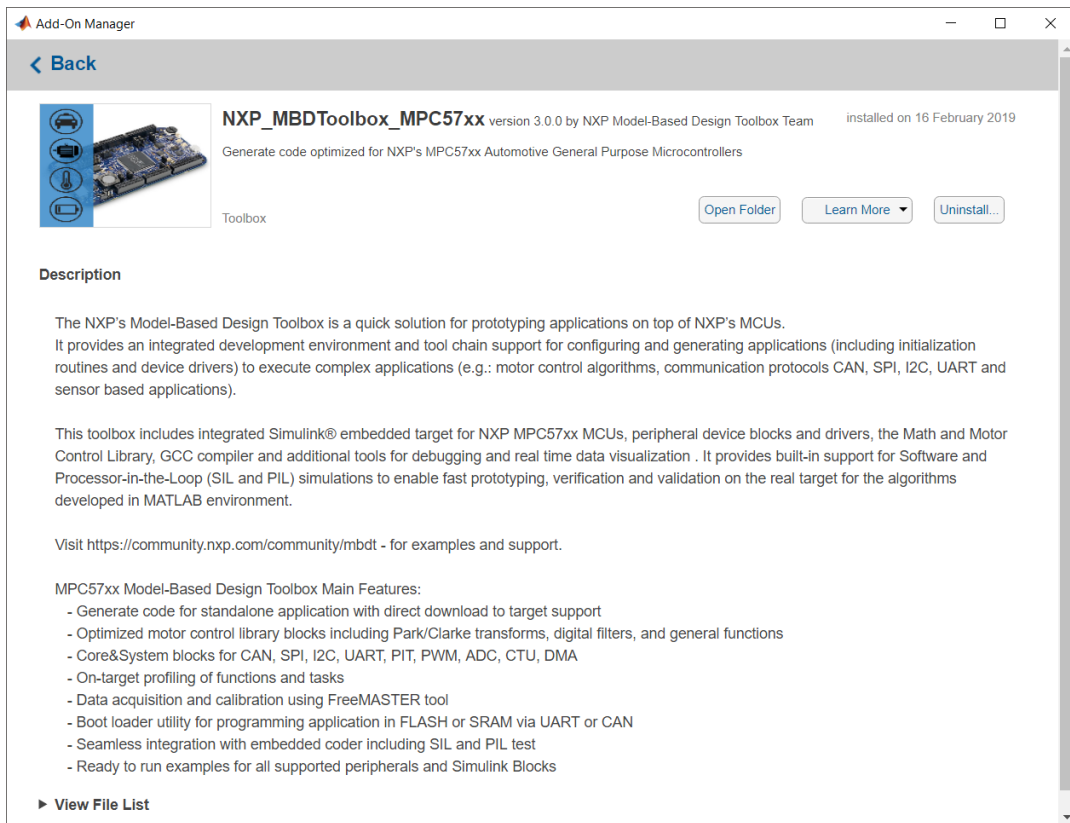 Add-On Manager
Back
NXP_MBDToolbox_MPC57xx version 3.0.0 by NXP Model-Based Design Toolbox Team installed on 16 February 2019
Generate code optimized for NXP's MPC57xx Automotive General Purpose Microcontrollers
Toolbox
Open Folder
Learn More
Uninstall...
Description
The NXP's Model-Based Design Toolbox is a quick solution for prototyping applications on top of NXP's MCUs.
It provides an integrated development environment and tool chain support for configuring and generating applications (including initialization
routines and device drivers) to execute complex applications (e.g.: motor control algorithms, communication protocols CAN, SPI, I2C, UART and
sensor based applications).
This toolbox includes integrated Simulink® embedded target for NXP MPC57xx MCUs, peripheral device blocks and drivers, the Math and Motor
Control Library, GCC compiler and additional tools for debugging and real time data visualization . It provides built-in support for Software and
Processor-in-the-Loop (SIL and PIL) simulations to enable fast prototyping, verification and validation on the real target for the algorithms
developed in MATLAB environment.
Visit https://community.nxp.com/community/mbdt - for examples and support.
MPC57xx Model-Based Design Toolbox Main Features:
- Generate code for standalone application with direct download to target support
- Optimized motor control library blocks including Park/Clarke transforms, digital filters, and general functions
- Core&System blocks for CAN, SPI, I2C, UART, PIT, PWM, ADC, CTU, DMA
- On-target profiling of functions and tasks
- Data acquisition and calibration using FreeMASTER tool
- Boot loader utility for programming application in FLASH or SRAM via UART or CAN
- Seamless integration with embedded coder including SIL and PIL test
- Ready to run examples for all supported peripherals and Simulink Blocks
View File List